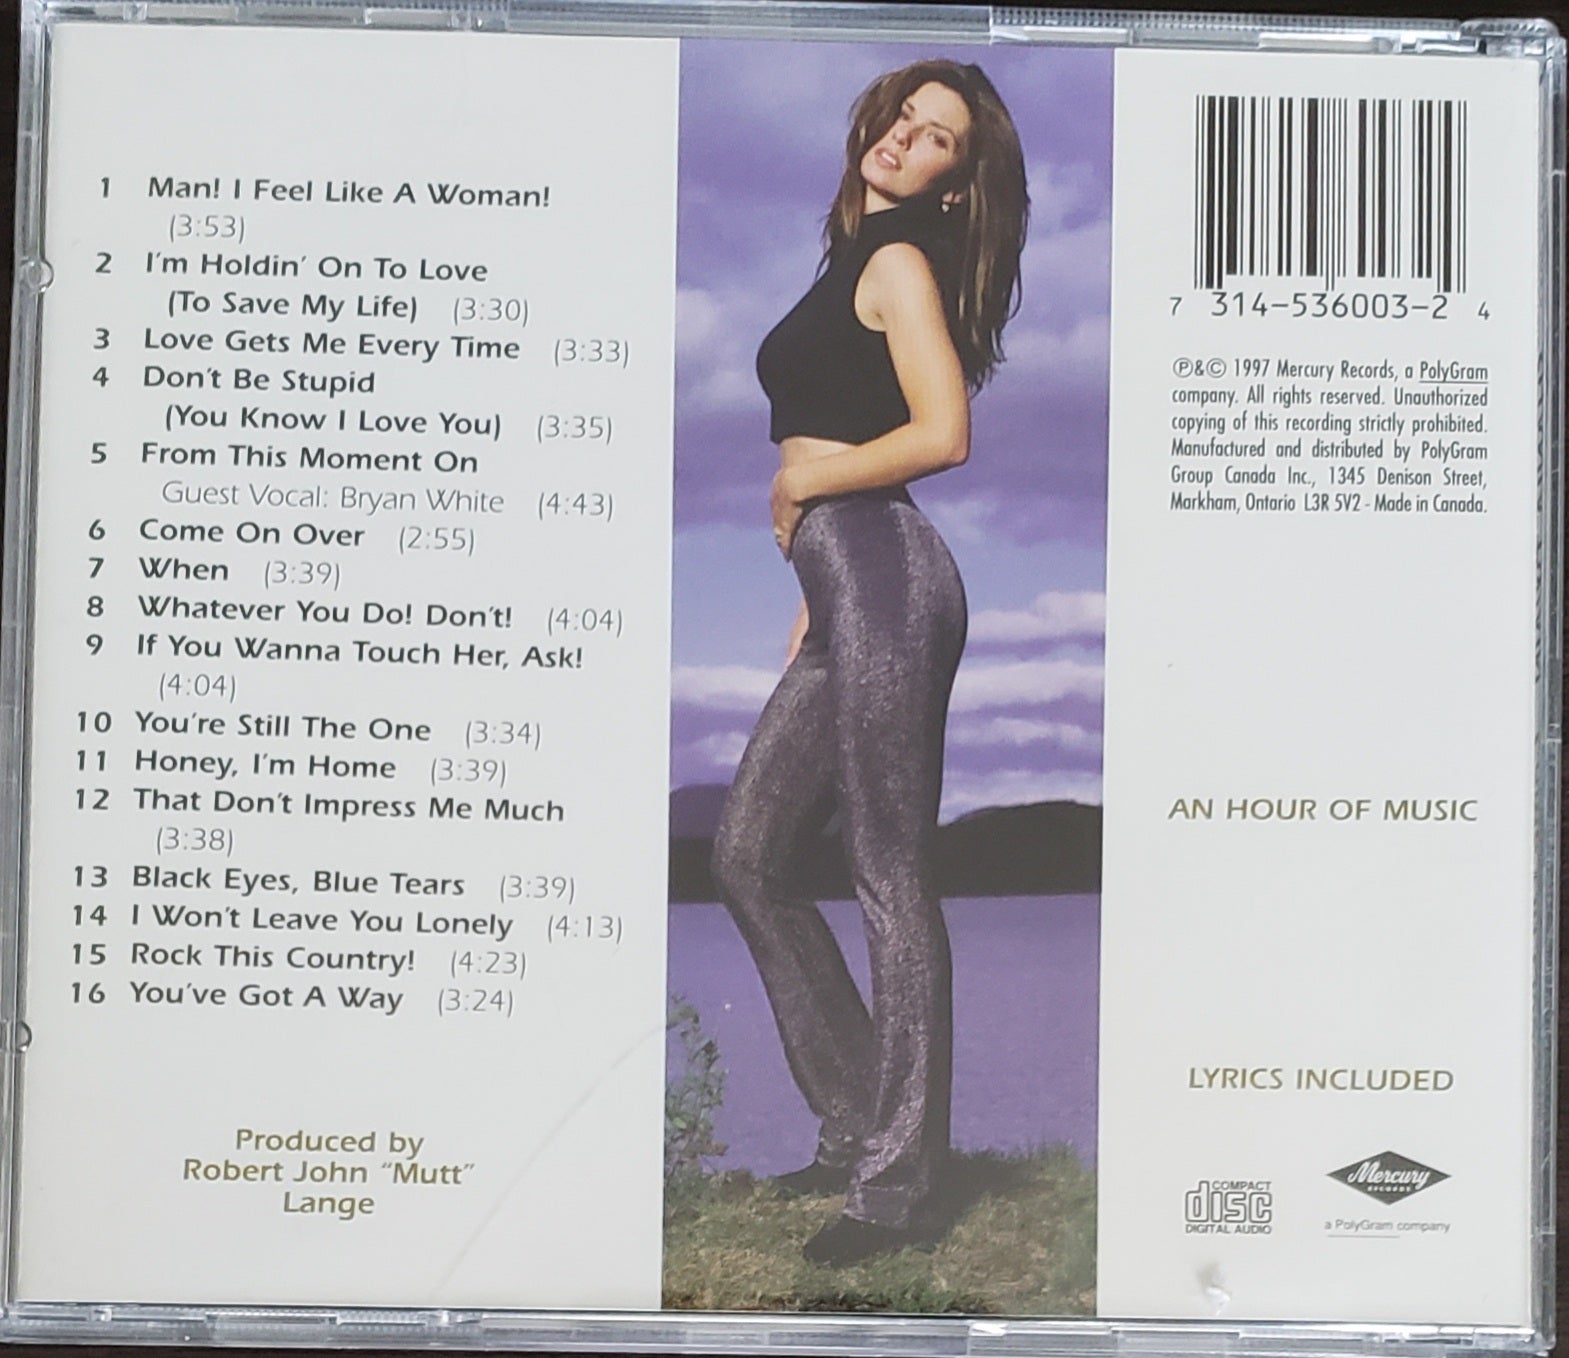 1 Man! I Feel Like A Woman!
(3:53)
2 I'm Holdin' On To Love
(To Save My Life) (3:30)
3 Love Gets Me Every Time (3:33)
4 Don't Be Stupid
(You Know I Love You) (3:35)
5 From This Moment On
Guest Vocal: Bryan White (4:43)
6 Come On Over (2:55)
7 When (3:39)
8 Whatever You Do! Don't! (4:04)
9 If You Wanna Touch Her, Ask!
(4:04)
10 You're Still The One (3:34)
11 Honey, I'm Home (3:39)
12 That Don't Impress Me Much
(3:38)
13 Black Eyes, Blue Tears (3:39)
14 I Won't Leave You Lonely (4:13)
15 Rock This Country! (4:23)
16 You've Got A Way (3:24)
Produced by
Robert John "Mutt"
Lange
7 314-536003-2 4
℗&© 1997 Mercury Records, a PolyGram
company. All rights reserved. Unauthorized
copying of this recording strictly prohibited.
Manufactured and distributed by PolyGram
Group Canada Inc., 1345 Denison Street,
Markham, Ontario L3R 5V2 - Made in Canada.
AN HOUR OF MUSIC
LYRICS INCLUDED
COMPACT
disc
DIGITAL AUDIO
Mercury
RECORDS
a PolyGram company